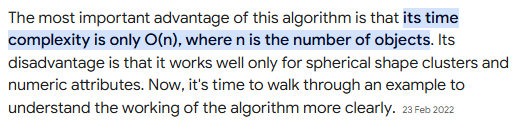 The most important advantage of this algorithm is that its time
complexity is only O(n), where n is the number of objects. Its
disadvantage is that it works well only for spherical shape clusters and
numeric attributes. Now, it's time to walk through an example to
understand the working of the algorithm more clearly. 23 Feb 2022